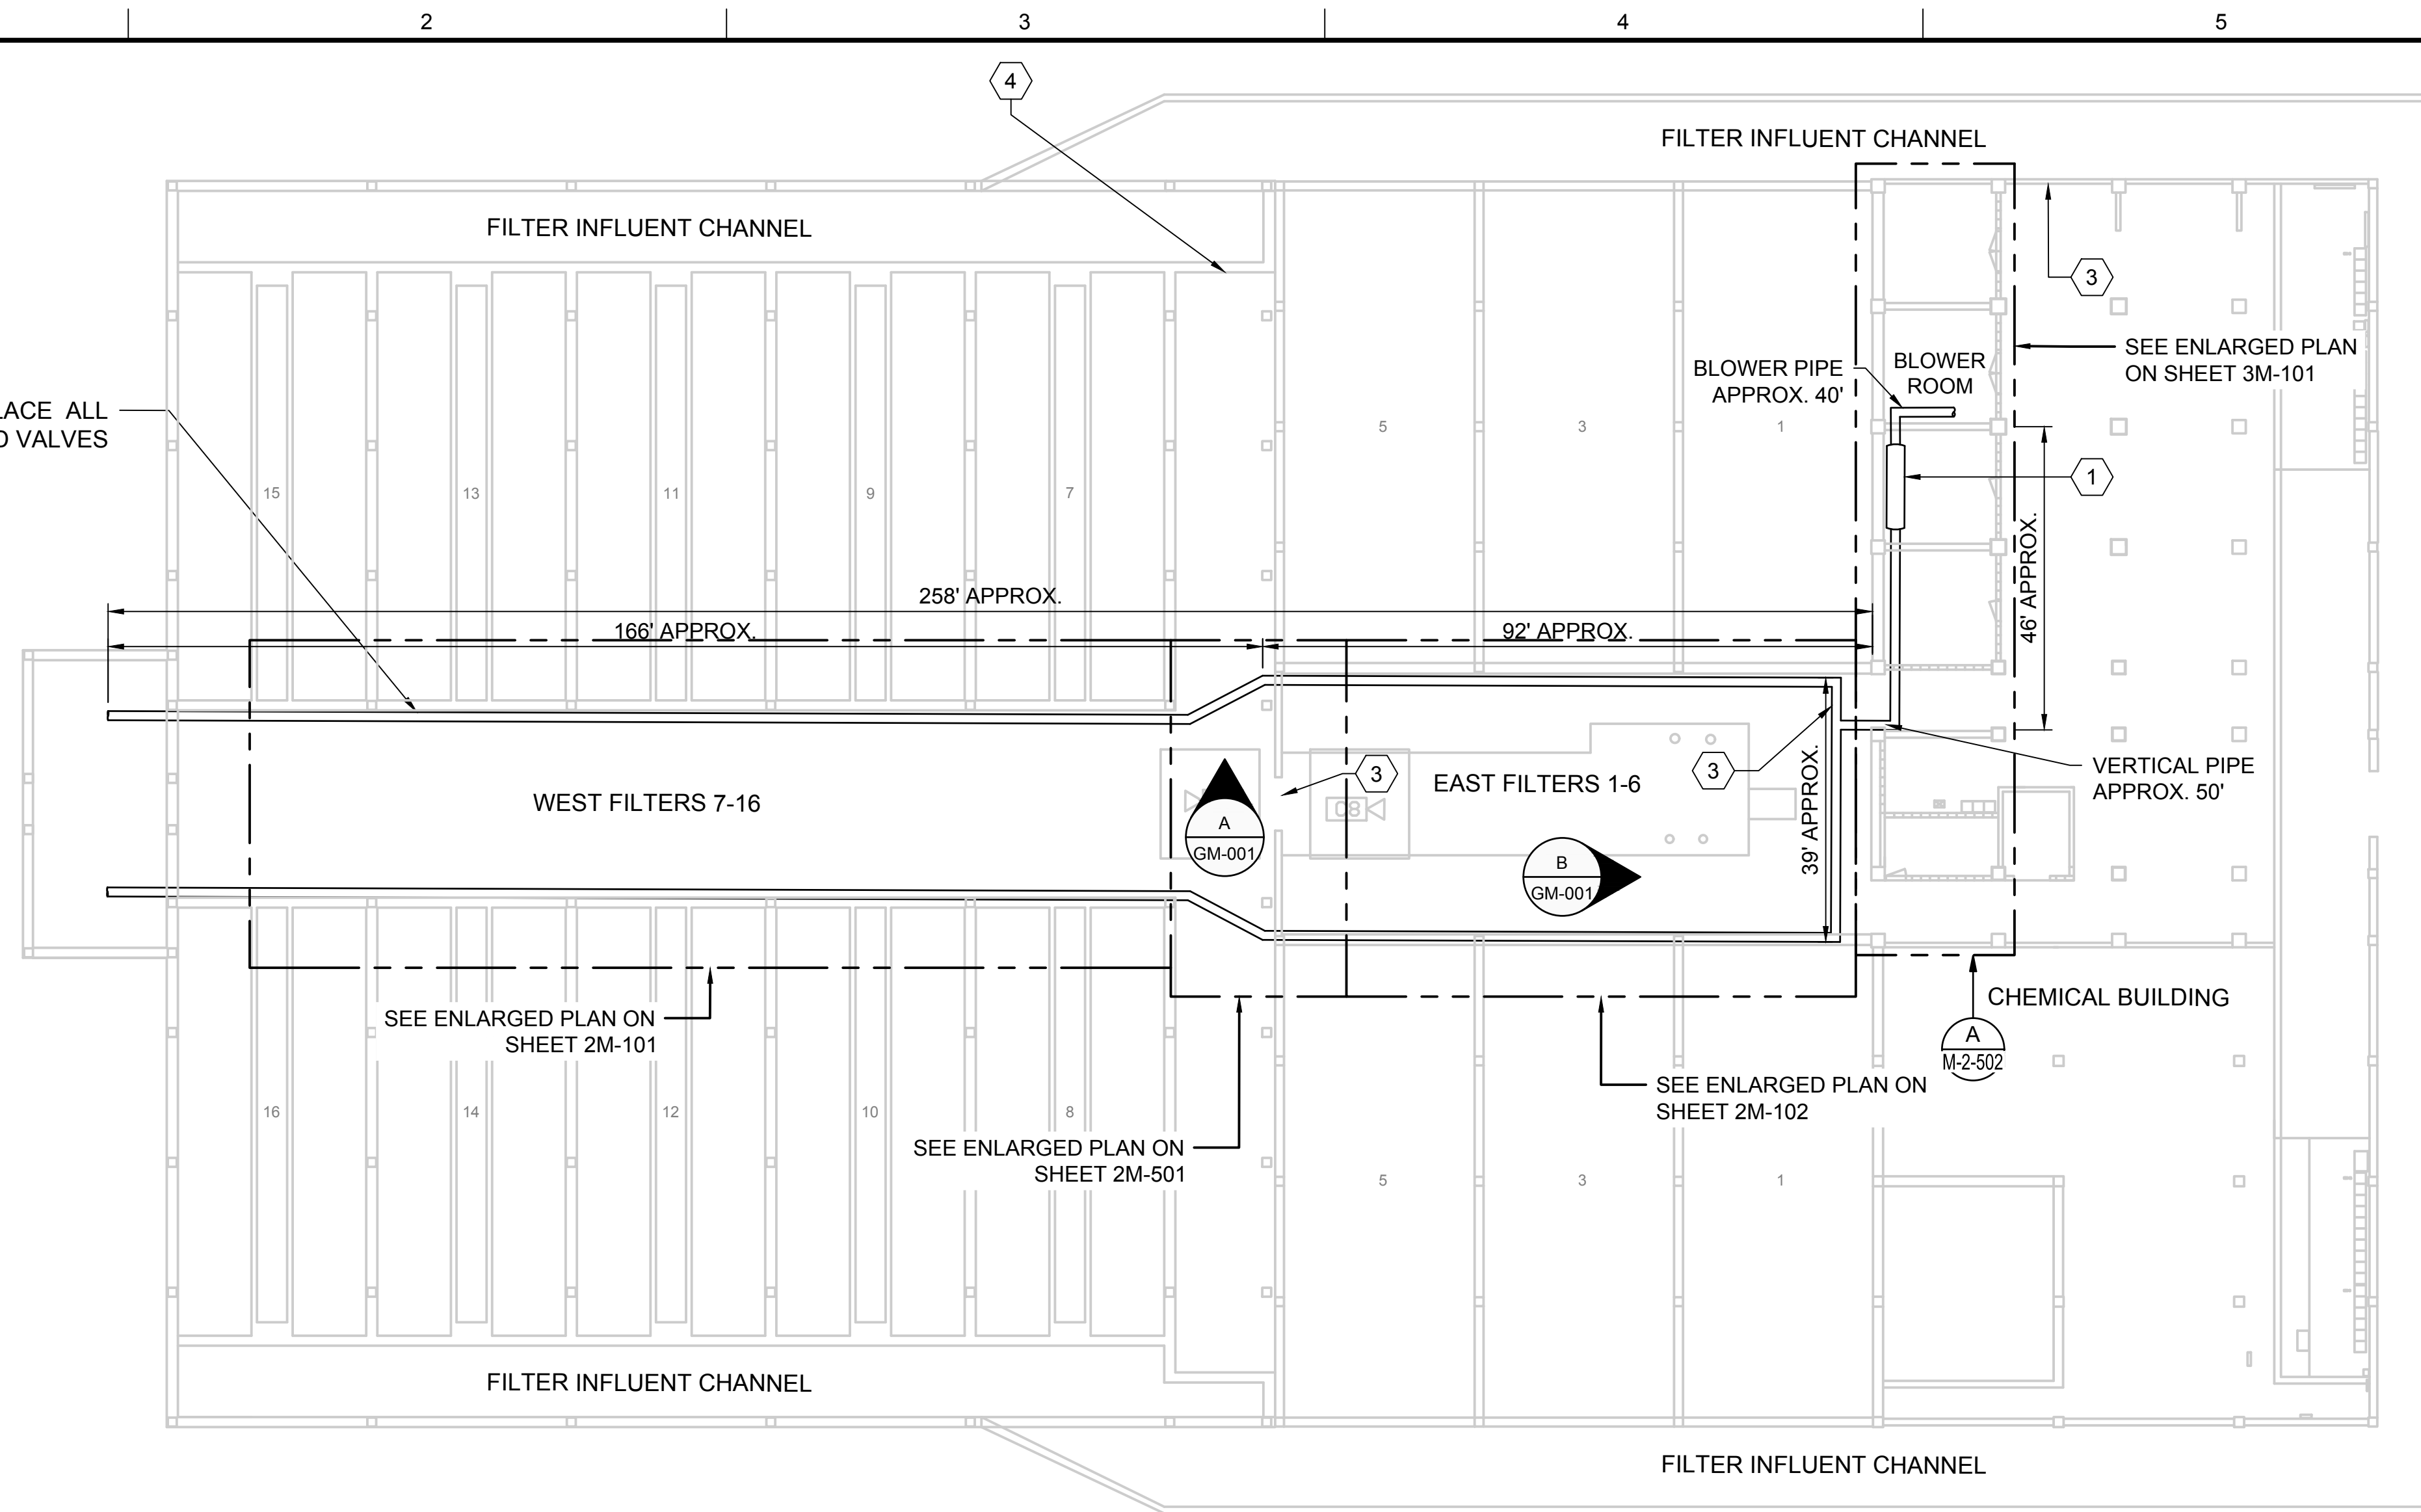 2
3
4
5
4
FILTER INFLUENT CHANNEL
FILTER INFLUENT CHANNEL
3
SEE ENLARGED PLAN
ON SHEET 3M-101
BLOWER PIPE
APPROX. 40'
BLOWER
ROOM
LACE ALL
VALVES
5
3
1
1
15
13
11
9
7
46' APPROX.
258' APPROX.
166' APPROX.
92' APPROX.
3
3
EAST FILTERS 1-6
08
WEST FILTERS 7-16
39' APPROX.
VERTICAL PIPE
APPROX. 50'
A
GM-001
B
GM-001
SEE ENLARGED PLAN ON
SHEET 2M-101
CHEMICAL BUILDING
A
M-2-502
SEE ENLARGED PLAN ON
SHEET 2M-102
16
14
12
10
8
SEE ENLARGED PLAN ON
SHEET 2M-501
5
3
1
FILTER INFLUENT CHANNEL
FILTER INFLUENT CHANNEL